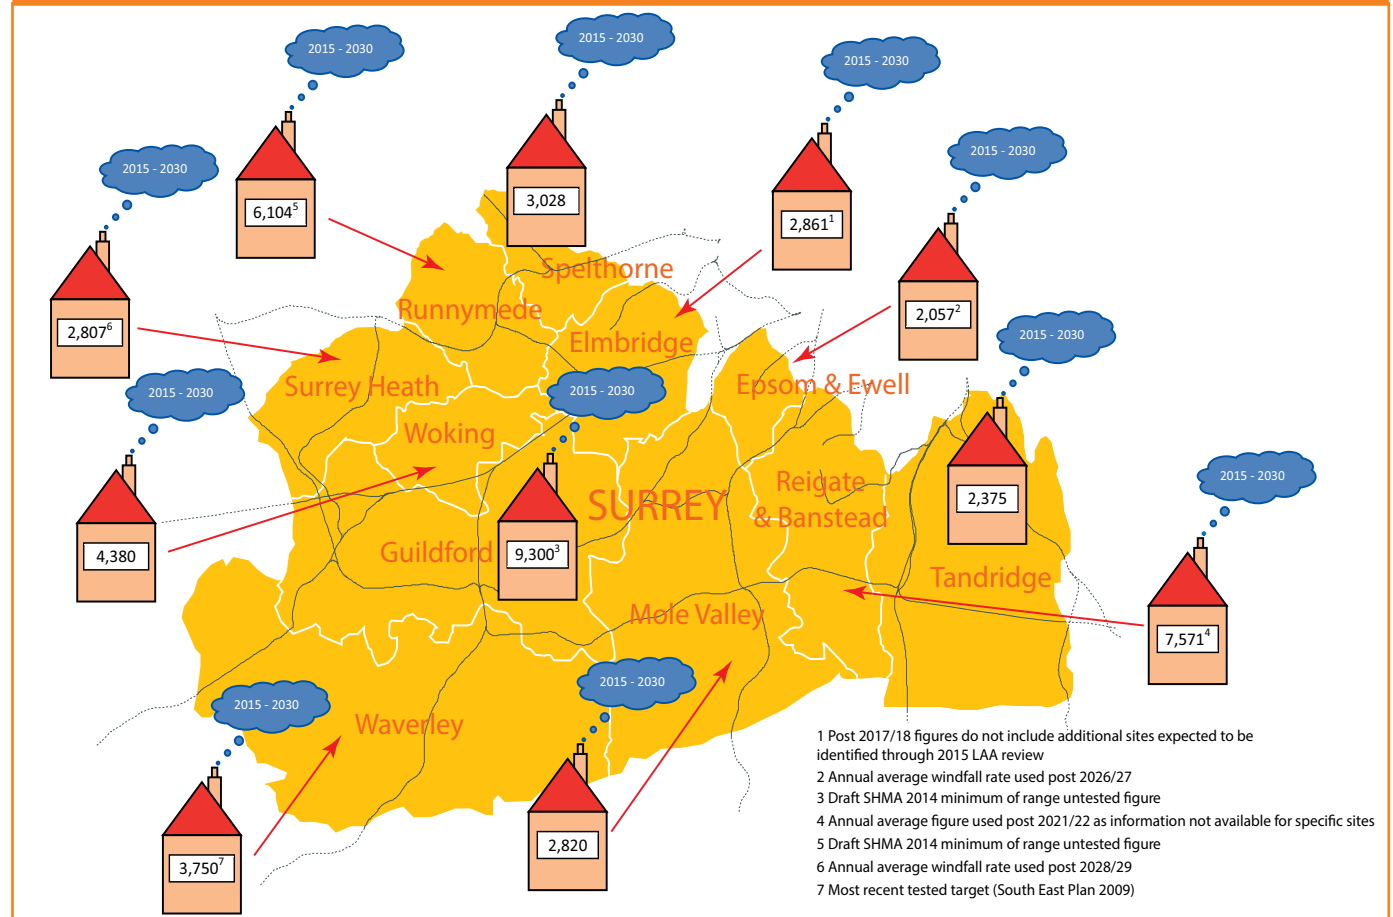 2015 - 2030
2015 - 2030
2015 - 2030
2015 - 2030
2015 - 2030
6,104⁵
3,028
2,861¹
2,057²
2,807⁶
Spelthorne
Runnymede
Elmbridge
2015 - 2030
Surrey Heath
Epsom & Ewell
2015 - 2030
2015 - 2030
Woking
SURREY
Reigate
& Banstead
2,375
2015 - 2030
4,380
Guildford
9,300³
Tandridge
Mole Valley
7,571⁴
2015 - 2030
2015 - 2030
Waverley
3,750⁷
2,820
1 Post 2017/18 figures do not include additional sites expected to be
identified through 2015 LAA review
2 Annual average windfall rate used post 2026/27
3 Draft SHMA 2014 minimum of range untested figure
4 Annual average figure used post 2021/22 as information not available for specific sites
5 Draft SHMA 2014 minimum of range untested figure
6 Annual average windfall rate used post 2028/29
7 Most recent tested target (South East Plan 2009)